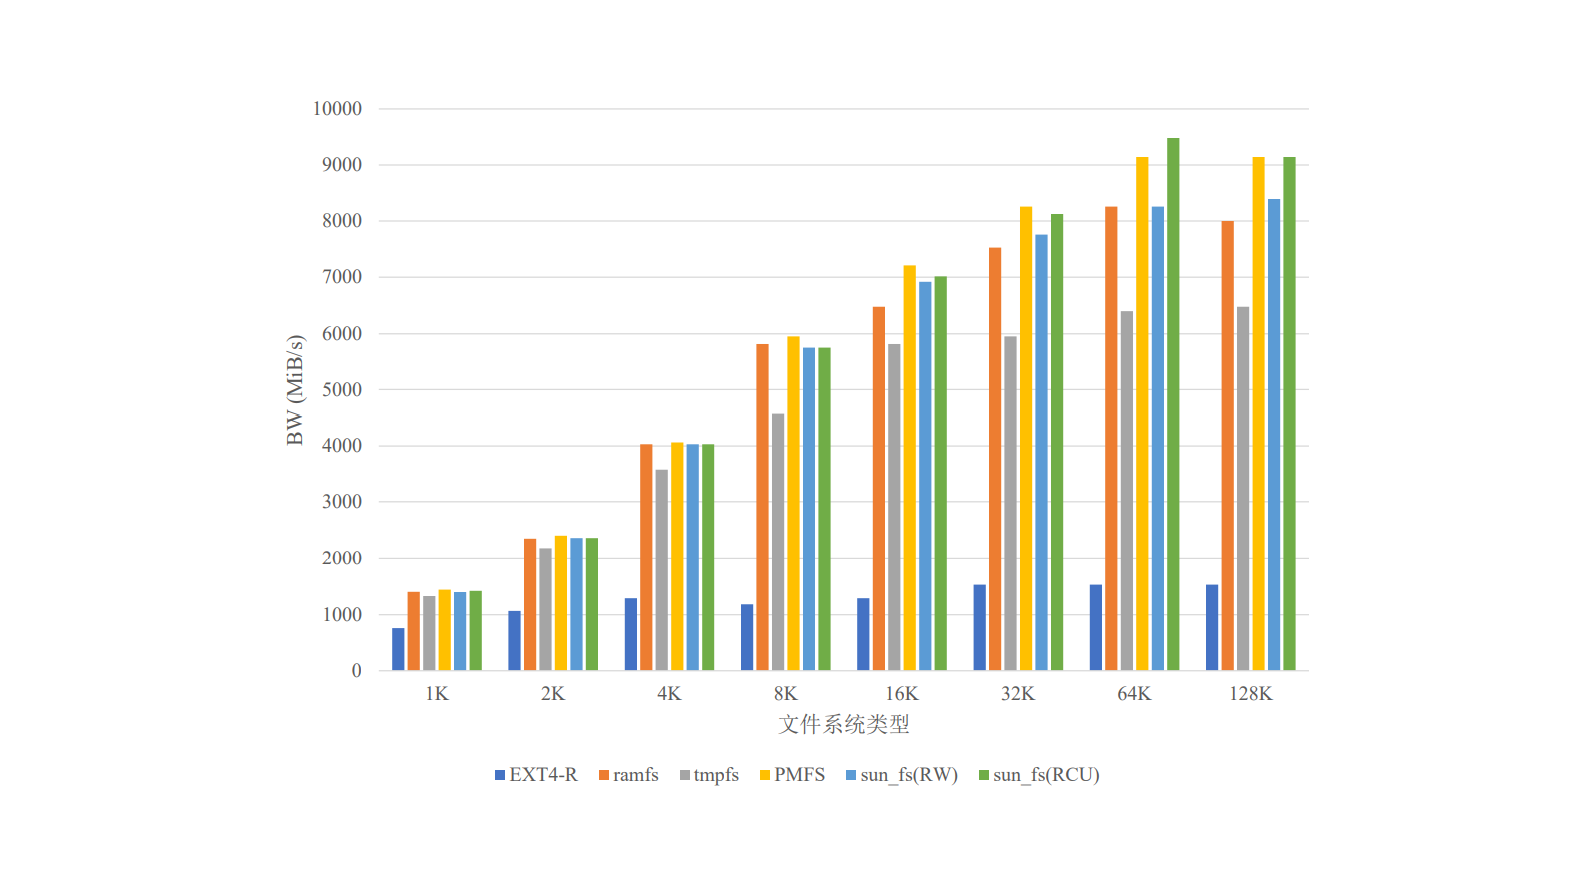 10000
9000
8000
7000
6000
5000
4000
3000
2000
1000
0
BW (MiB/s)
1K 2K 4K 8K 16K 32K 64K 128K
文件系统类型
EXT4-R ramfs tmpfs PMFS sun_fs(RW) sun_fs(RCU)